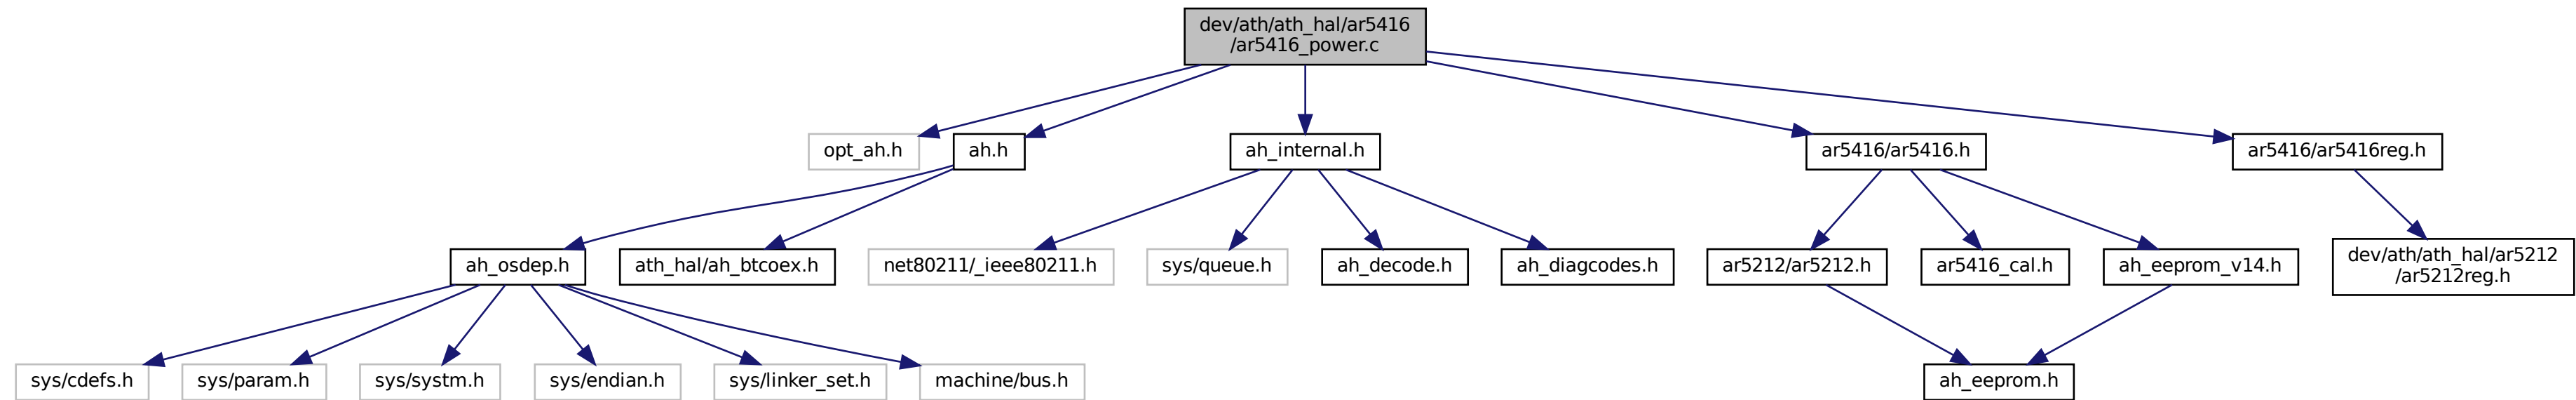 dev/ath/ath_hal/ar5416
/ar5416_power.c
opt_ah.h
ah.h
ah_internal.h
ar5416/ar5416.h
ar5416/ar5416reg.h
ah_osdep.h
ath_hal/ah_btcoex.h
net80211/_ieee80211.h
sys/queue.h
ah_decode.h
ah_diagcodes.h
ar5212/ar5212.h
ar5416_cal.h
ah_eeprom_v14.h
dev/ath/ath_hal/ar5212
/ar5212reg.h
sys/cdefs.h
sys/param.h
sys/systm.h
sys/endian.h
sys/linker_set.h
machine/bus.h
ah_eeprom.h